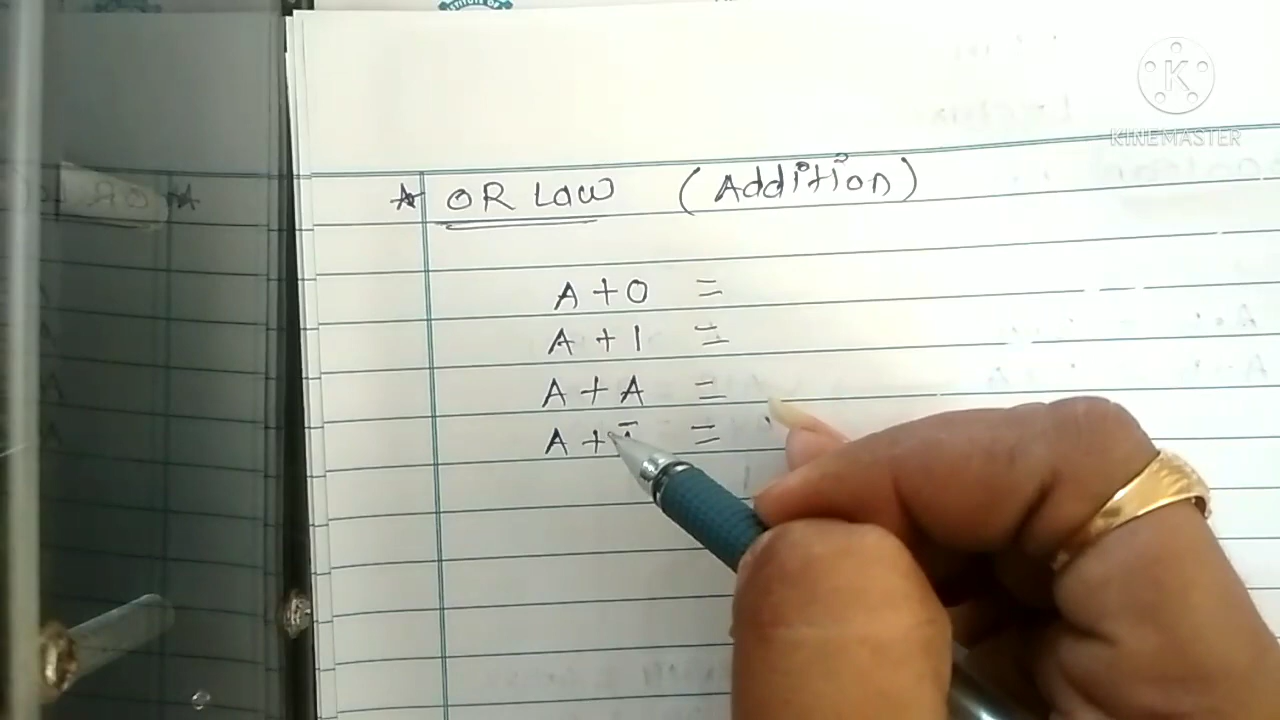 KINEMASTER
☆ OR Law (Addition)
A + 0 =
A + 1 =
A + A =
A + =